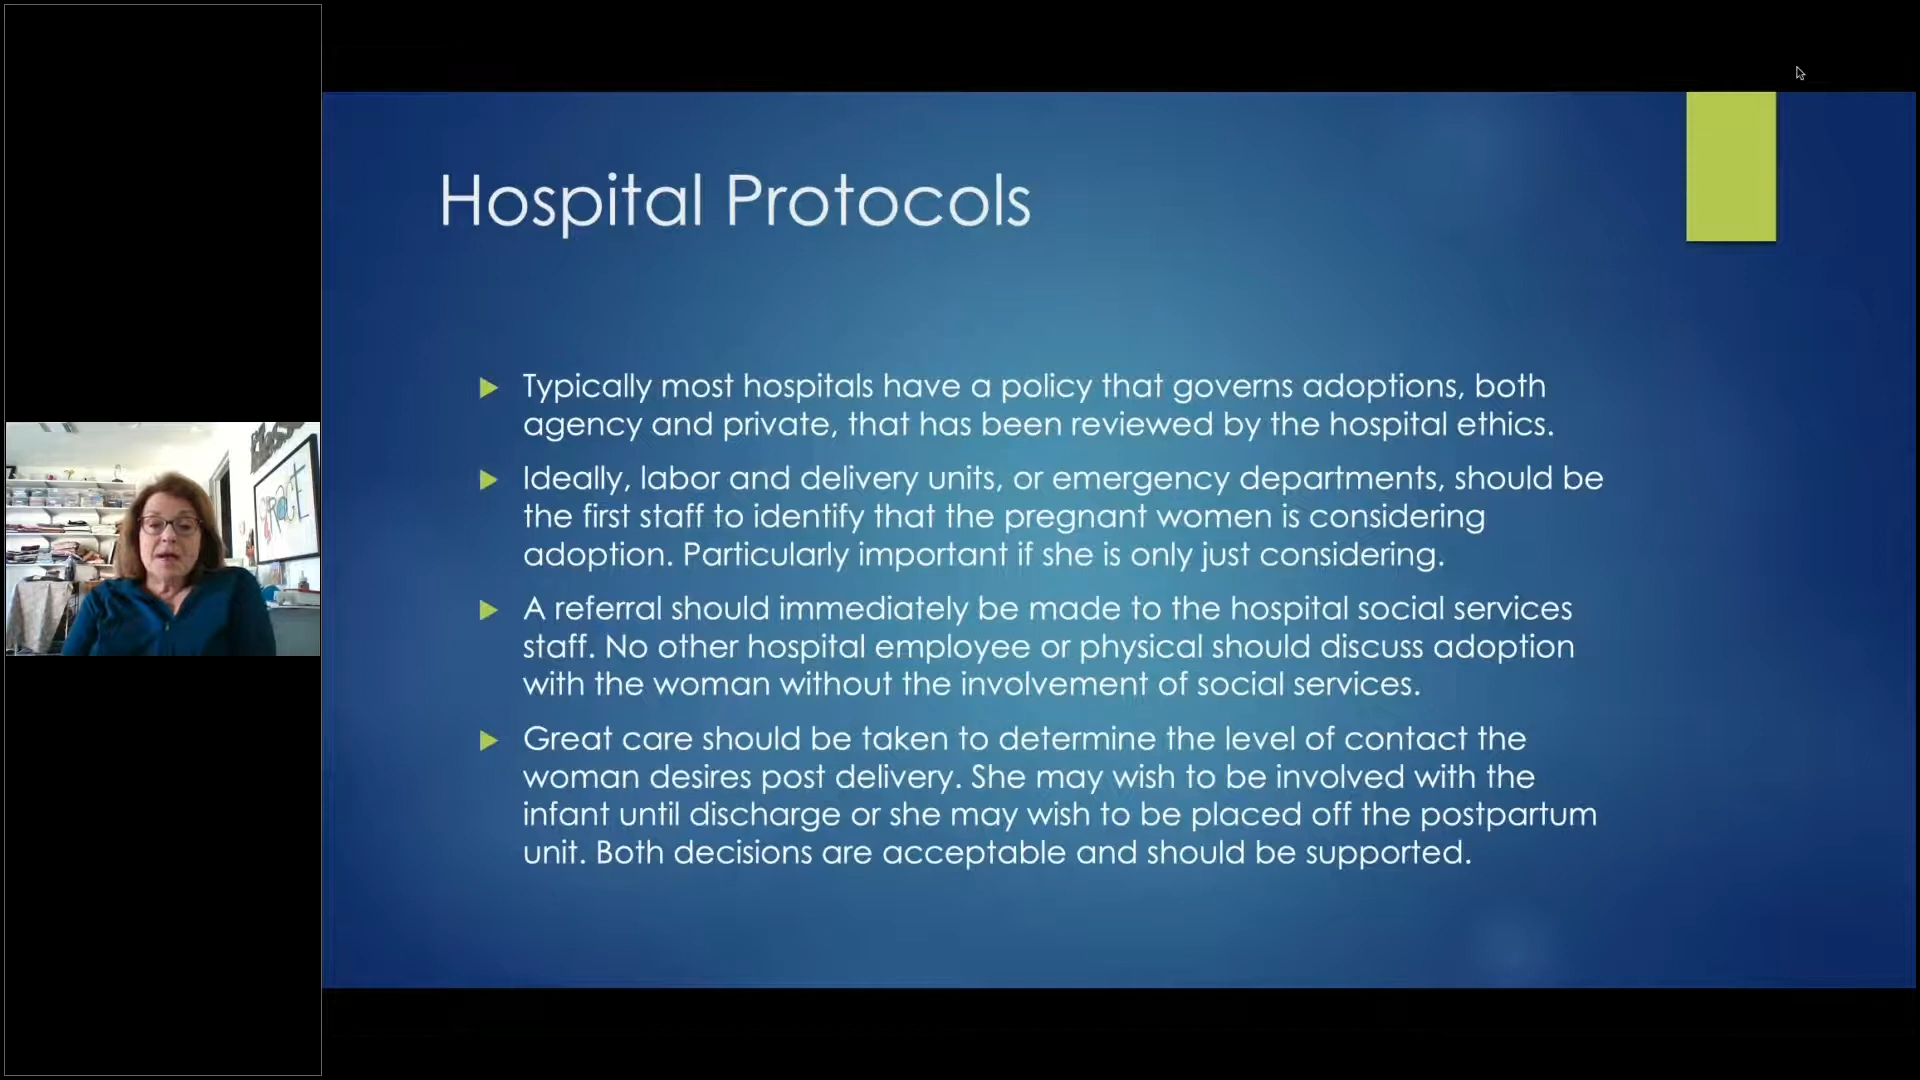 Hospital Protocols
Typically most hospitals have a policy that governs adoptions, both
agency and private, that has been reviewed by the hospital ethics.
Ideally, labor and delivery units, or emergency departments, should be
the first staff to identify that the pregnant women is considering
adoption. Particularly important if she is only just considering.
A referral should immediately be made to the hospital social services
staff. No other hospital employee or physical should discuss adoption
with the woman without the involvement of social services.
Great care should be taken to determine the level of contact the
woman desires post delivery. She may wish to be involved with the
infant until discharge or she may wish to be placed off the postpartum
unit. Both decisions are acceptable and should be supported.